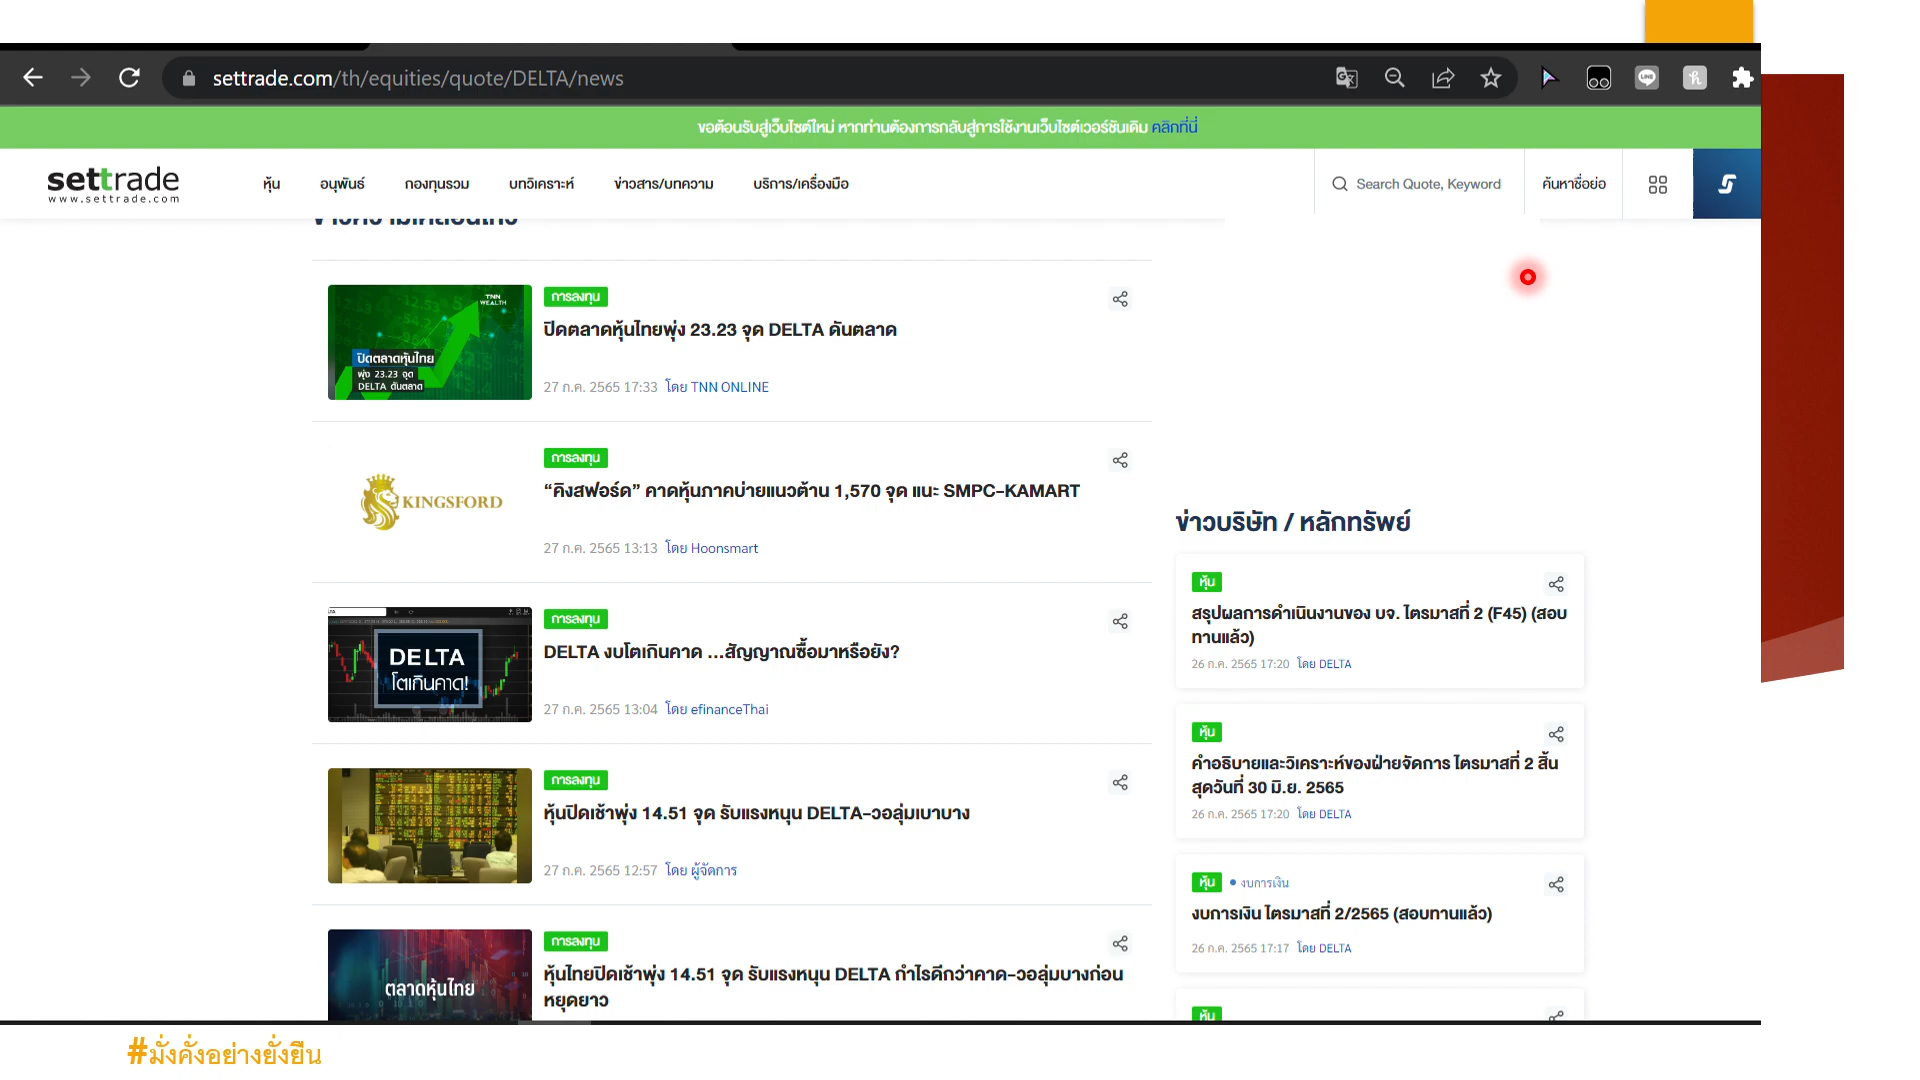 settrade.com/th/equities/quote/DELTA/news
ขอต้อนรับสู่เว็บไซต์ใหม่ หากท่านต้องการกลับสู่การใช้งานเว็บไซต์เวอร์ชันเดิม คลิกที่นี่
settrade
www.settrade.com
หุ้น
อนุพันธ์
กองทุนรวม
บทวิเคราะห์
ข่าวสาร/บทความ
บริการ/เครื่องมือ
Search Quote, Keyword
ค้นหาชื่อย่อ
การลงทุน
ปิดตลาดหุ้นไทยพุ่ง 23.23 จุด DELTA ดันตลาด
27 ก.ค. 2565 17:33 โดย TNN ONLINE
TNN
WEALTH
ปิดตลาดหุ้นไทย
พุ่ง 23.23 จุด
DELTA ดันตลาด
การลงทุน
“คิงสฟอร์ด” คาดหุ้นภาคบ่ายแนวต้าน 1,570 จุด แนะ SMPC-KAMART
27 ก.ค. 2565 13:13 โดย Hoonsmart
KINGSFORD
การลงทุน
DELTA งบโตเกินคาด ...สัญญาณซื้อมาหรือยัง?
27 ก.ค. 2565 13:04 โดย efinanceThai
DELTA
โตเกินคาด!
การลงทุน
หุ้นปิดเช้าพุ่ง 14.51 จุด รับแรงหนุน DELTA-วอลุ่มเบาบาง
27 ก.ค. 2565 12:57 โดย ผู้จัดการ
การลงทุน
หุ้นไทยปิดเช้าพุ่ง 14.51 จุด รับแรงหนุน DELTA กำไรดีกว่าคาด-วอลุ่มบางก่อน
หยุดยาว
ตลาดหุ้นไทย
ข่าวบริษัท / หลักทรัพย์
หุ้น
สรุปผลการดำเนินงานของ บจ. ไตรมาสที่ 2 (F45) (สอบ
ทานแล้ว)
26 ก.ค. 2565 17:20 โดย DELTA
หุ้น
คำอธิบายและวิเคราะห์ของฝ่ายจัดการ ไตรมาสที่ 2 สิ้น
สุดวันที่ 30 มิ.ย. 2565
26 ก.ค. 2565 17:20 โดย DELTA
หุ้น • งบการเงิน
งบการเงิน ไตรมาสที่ 2/2565 (สอบทานแล้ว)
26 ก.ค. 2565 17:17 โดย DELTA
หุ้น
#มั่งคั่งอย่างยั่งยืน